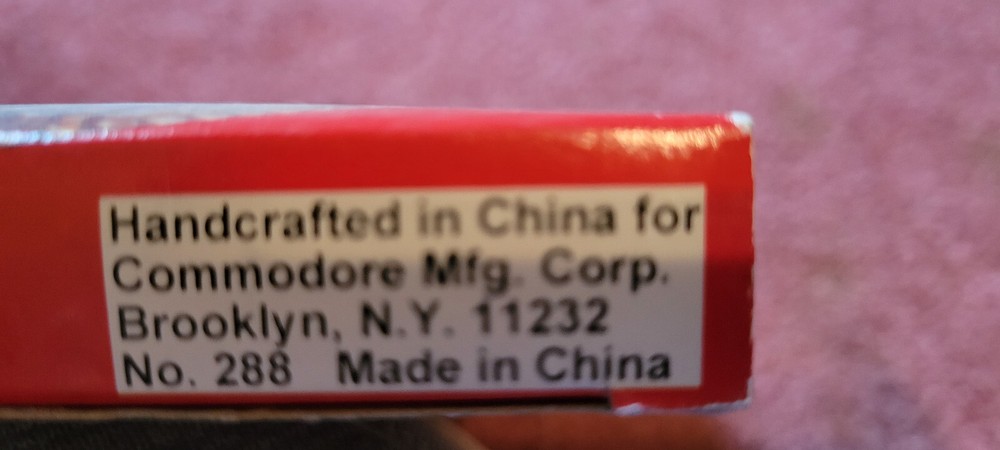 Handcrafted in China for
Commodore Mfg. Corp.
Brooklyn, N.Y. 11232
No. 288 Made in China